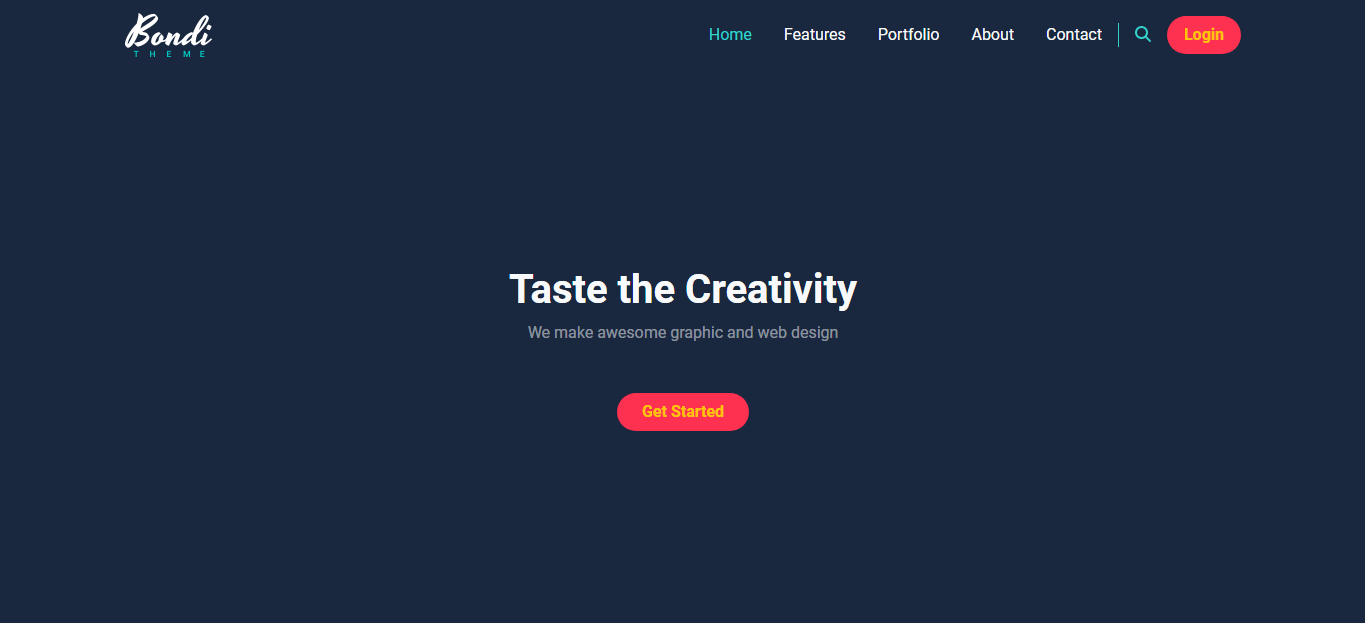 Bondi
THEME
Home Features Portfolio About Contact Login
Taste the Creativity
We make awesome graphic and web design
Get Started